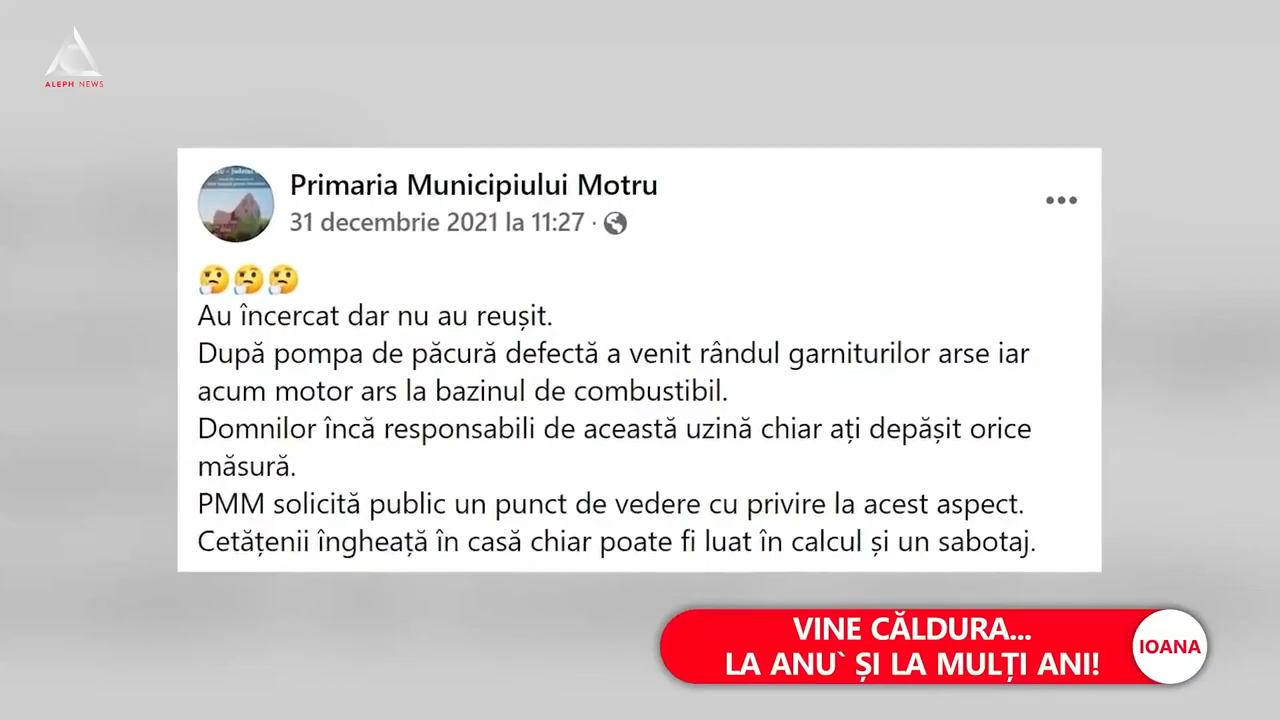 ALEPH NEWS
Primaria Municipiului Motru
31 decembrie 2021 la 11:27 ·
🤔🤔🤔
Au încercat dar nu au reușit.
După pompa de păcură defectă a venit rândul garniturilor arse iar
acum motor ars la bazinul de combustibil.
Domnilor încă responsabili de această uzină chiar ați depășit orice
măsură.
PMM solicită public un punct de vedere cu privire la acest aspect.
Cetățenii îngheață în casă chiar poate fi luat în calcul și un sabotaj.
VINE CĂLDURA...
LA ANU` ȘI LA MULȚI ANI!
IOANA